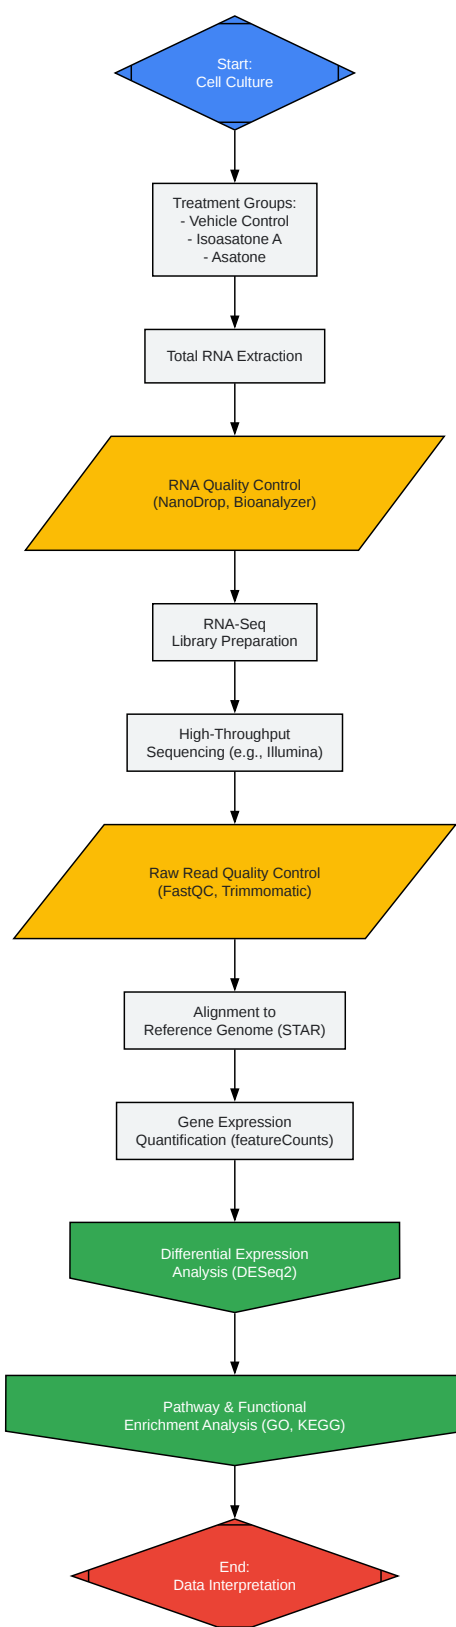 Start:
Cell Culture
Treatment Groups:
- Vehicle Control
- Isoasatone A
- Asatone
Total RNA Extraction
RNA Quality Control
(NanoDrop, Bioanalyzer)
RNA-Seq
Library Preparation
High-Throughput
Sequencing (e.g., Illumina)
Raw Read Quality Control
(FastQC, Trimmomatic)
Alignment to
Reference Genome (STAR)
Gene Expression
Quantification (featureCounts)
Differential Expression
Analysis (DESeq2)
Pathway & Functional
Enrichment Analysis (GO, KEGG)
End:
Data Interpretation